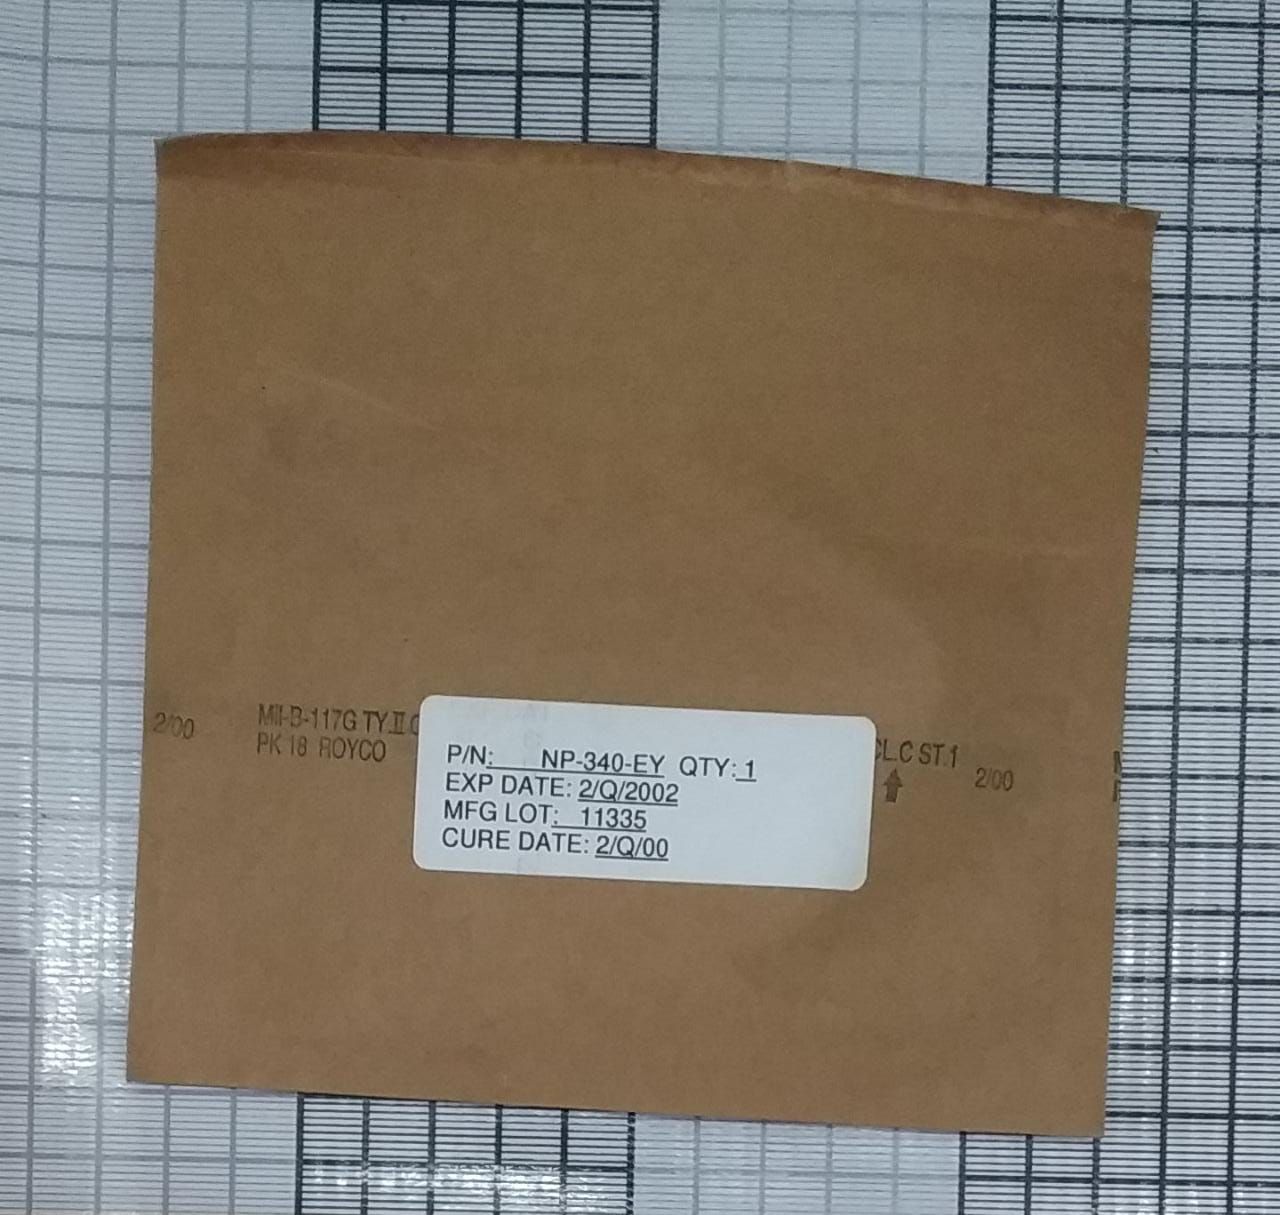 2/00
MIl-B-117G TY.II C
PK 18 ROYCO
P/N: NP-340-EY QTY: 1
EXP DATE: 2/Q/2002
MFG LOT: 11335
CURE DATE: 2/Q/00
CL.C ST.1
2/00